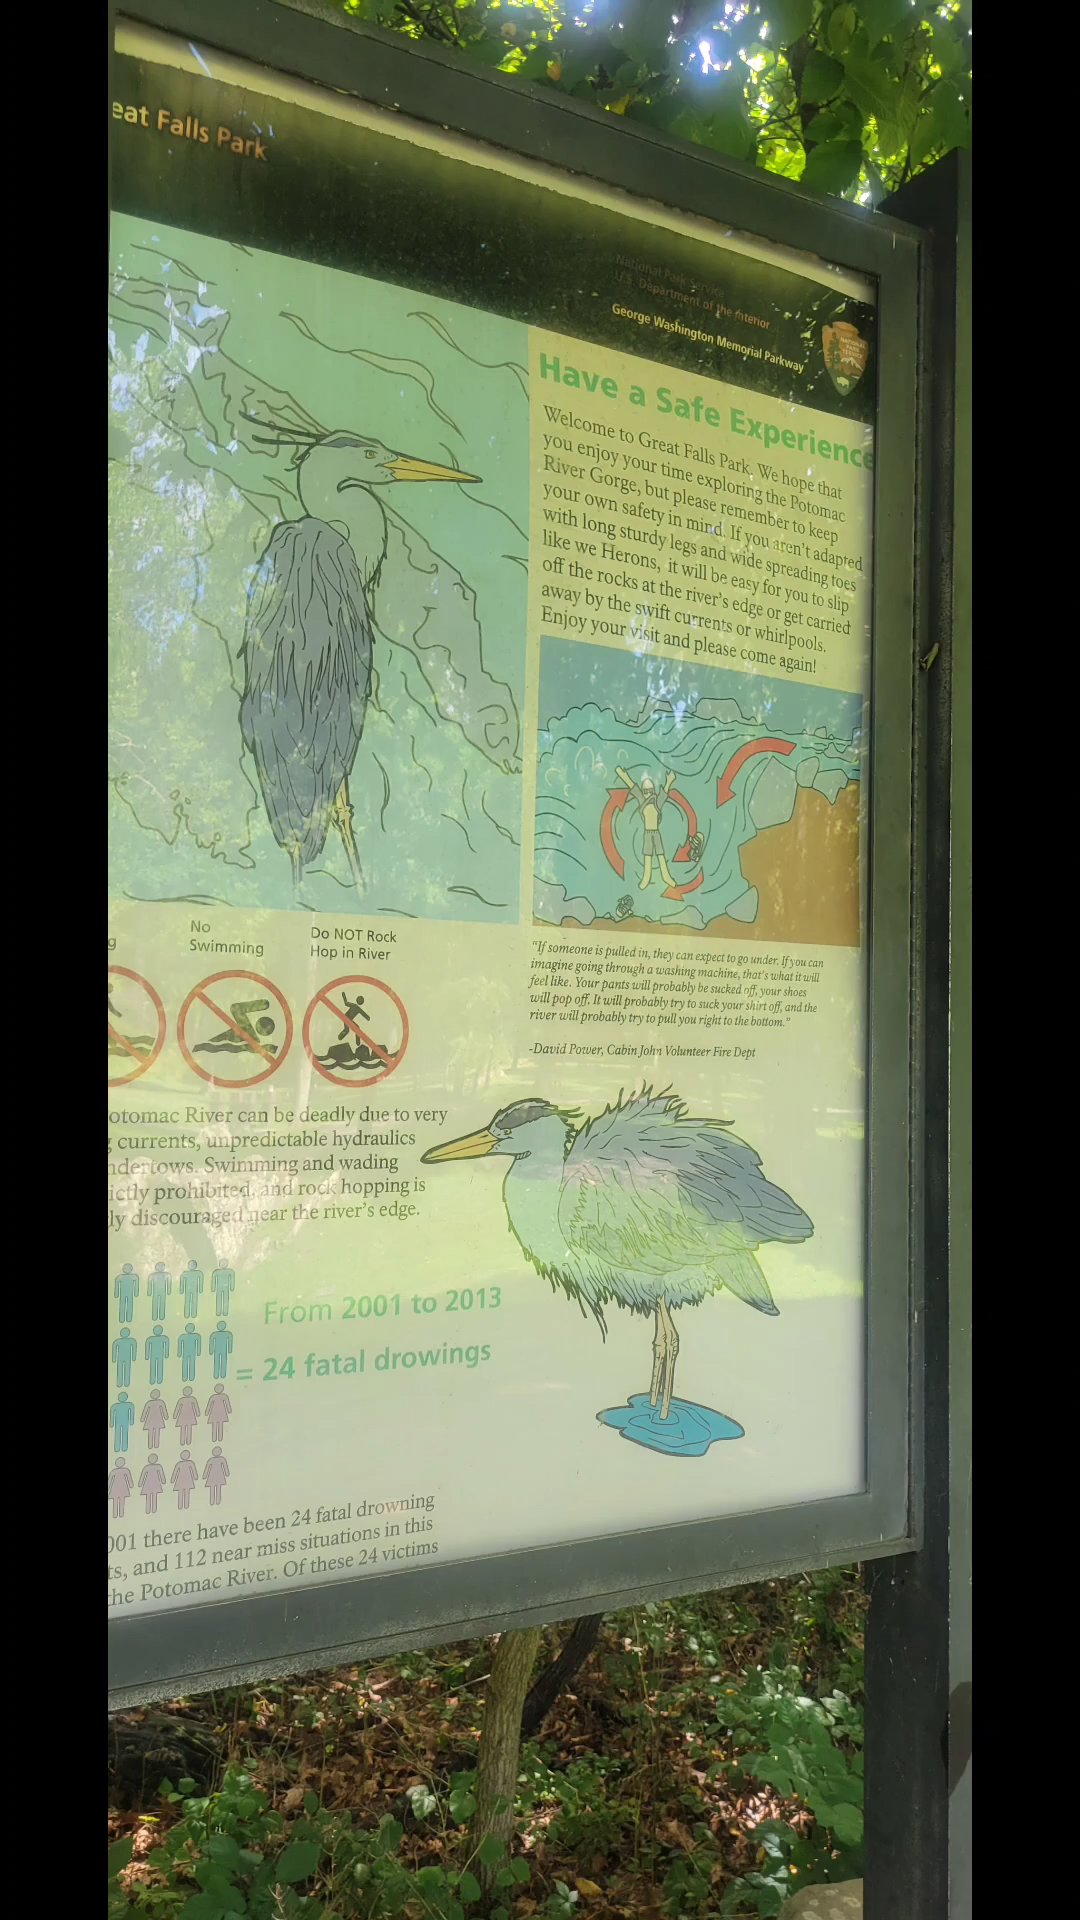 eat Falls Park
National Park Service
U.S. Department of the Interior
George Washington Memorial Parkway
NATIONAL
PARK
SERVICE
Have a Safe Experience
Welcome to Great Falls Park. We hope that
you enjoy your time exploring the Potomac
River Gorge, but please remember to keep
your own safety in mind. If you aren't adapted
with long sturdy legs and wide spreading toes
like we Herons, it will be easy for you to slip
off the rocks at the river's edge or get carried
away by the swift currents or whirlpools.
Enjoy your visit and please come again!
"If someone is pulled in, they can expect to go under. If you can
imagine going through a washing machine, that's what it will
feel like. Your pants will probably be sucked off, your shoes
will pop off. It will probably try to suck your shirt off, and the
river will probably try to pull you right to the bottom."
-David Power, Cabin John Volunteer Fire Dept
g
No
Swimming
Do NOT Rock
Hop in River
otomac River can be deadly due to very
g currents, unpredictable hydraulics
ndertows. Swimming and wading
ictly prohibited, and rock hopping is
ly discouraged near the river's edge.
From 2001 to 2013
= 24 fatal drowings
001 there have been 24 fatal drowning
ts, and 112 near miss situations in this
the Potomac River. Of these 24 victims